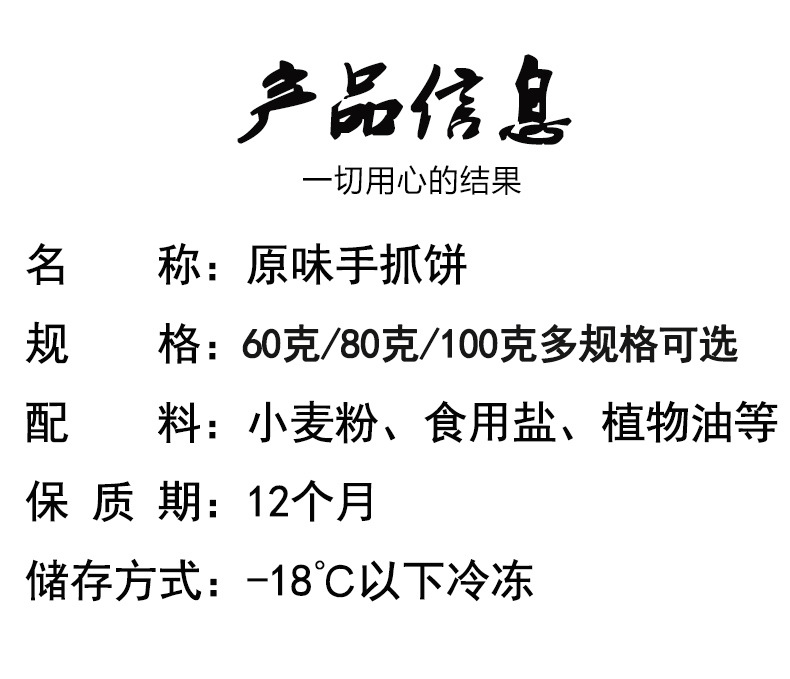 产品信息
一切用心的结果
名 称：原味手抓饼
规 格：60克/80克/100克多规格可选
配 料：小麦粉、食用盐、植物油等
保 质 期：12个月
储存方式：-18℃以下冷冻